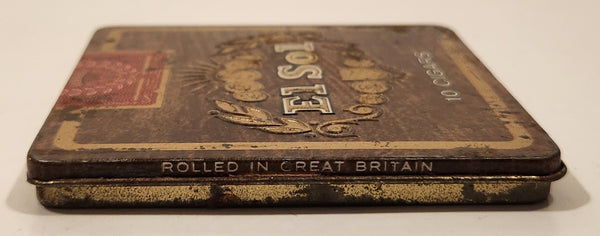 El Sol
10 CIGARS
ROLLED IN GREAT BRITAIN